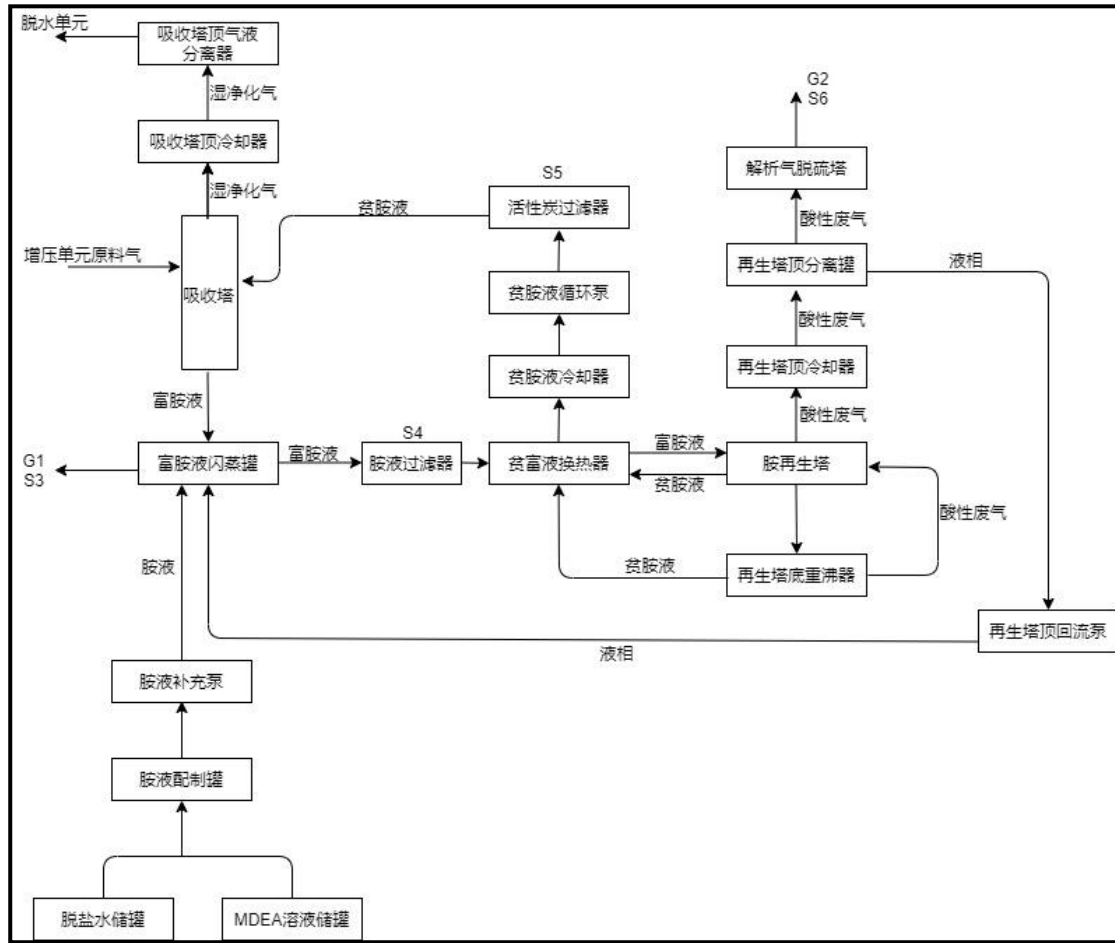 脱水单元
吸收塔顶气液
分离器
湿净化气
吸收塔顶冷却器
湿净化气
增压单元原料气
吸收塔
富胺液
G1
S3
富胺液闪蒸罐
富胺液
S4
胺液过滤器
贫富液换热器
富胺液
贫胺液
胺再生塔
贫胺液冷却器
贫胺液循环泵
S5
活性炭过滤器
贫胺液
G2
S6
解析气脱硫塔
酸性废气
再生塔顶分离罐
液相
酸性废气
再生塔顶冷却器
酸性废气
酸性废气
贫胺液
再生塔底重沸器
再生塔顶回流泵
液相
胺液
胺液补充泵
胺液配制罐
脱盐水储罐
MDEA溶液储罐